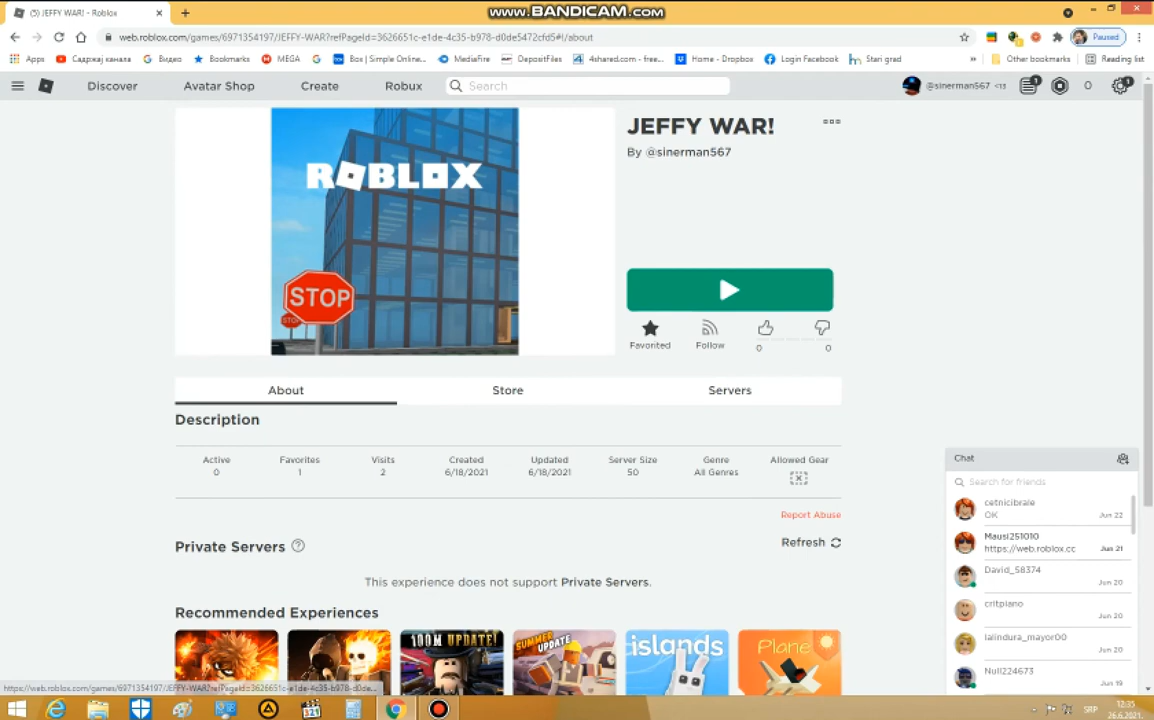 www.BANDICAM.com
(5) JEFFY WAR! - Roblox
web.roblox.com/games/6971354197/JEFFY-WAR?refPageId=3626651c-e1de-4c35-b978-d0de5472cfd5#!/about
Paused
Apps
Садржај канала
Видео
Bookmarks
MEGA
Box | Simple Online...
MediaFire
DepositFiles
4shared.com - free...
Home - Dropbox
Login Facebook
Stari grad
»
Other bookmarks
Reading list
Discover
Avatar Shop
Create
Robux
Search
@sinerman567 <13
1
0
1
ROBLOX
STOP
STOP
JEFFY WAR!
By @sinerman567
Favorited
Follow
0
0
About
Store
Servers
Description
Active
0
Favorites
1
Visits
2
Created
6/18/2021
Updated
6/18/2021
Server Size
50
Genre
All Genres
Allowed Gear
Report Abuse
Private Servers
Refresh
This experience does not support Private Servers.
Recommended Experiences
100M UPDATE!
SUMMER UPDATE
islands
Plane
Chat
Search for friends
cetnicibraie
OK
Jun 22
Mausi251010
https://web.roblox.cc
Jun 21
David_58374
Jun 20
critpiano
Jun 20
lalindura_mayor00
Jun 20
Null224673
Jun 19
https://web.roblox.com/games/6971354197/JEFFY-WAR?refPageId=3626651c-e1de-4c35-b978-d0de...
321
SRP
12:35
26.6.2021.